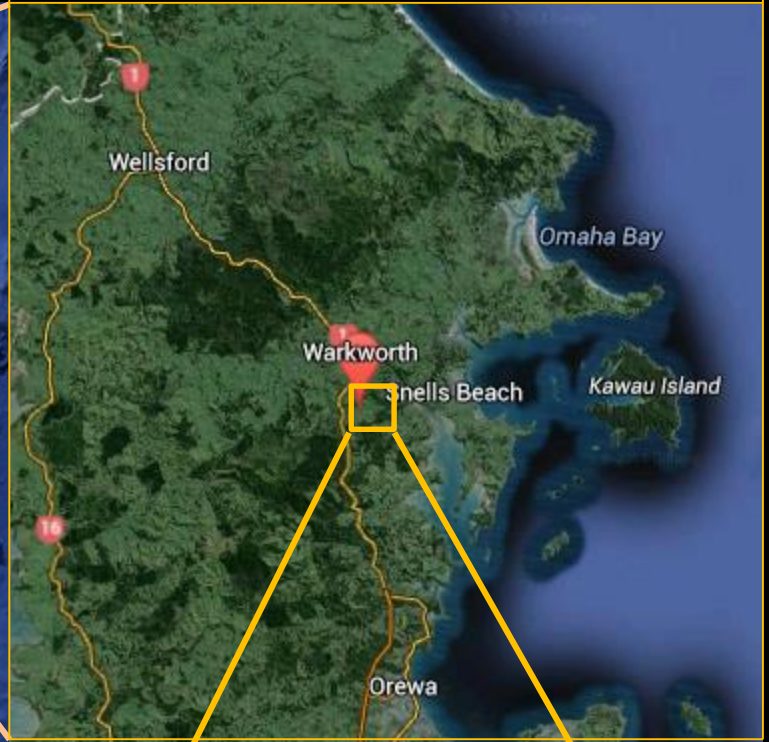 1
Wellsford
Omaha Bay
1
Warkworth
Snells Beach
Kawau Island
16
Orewa